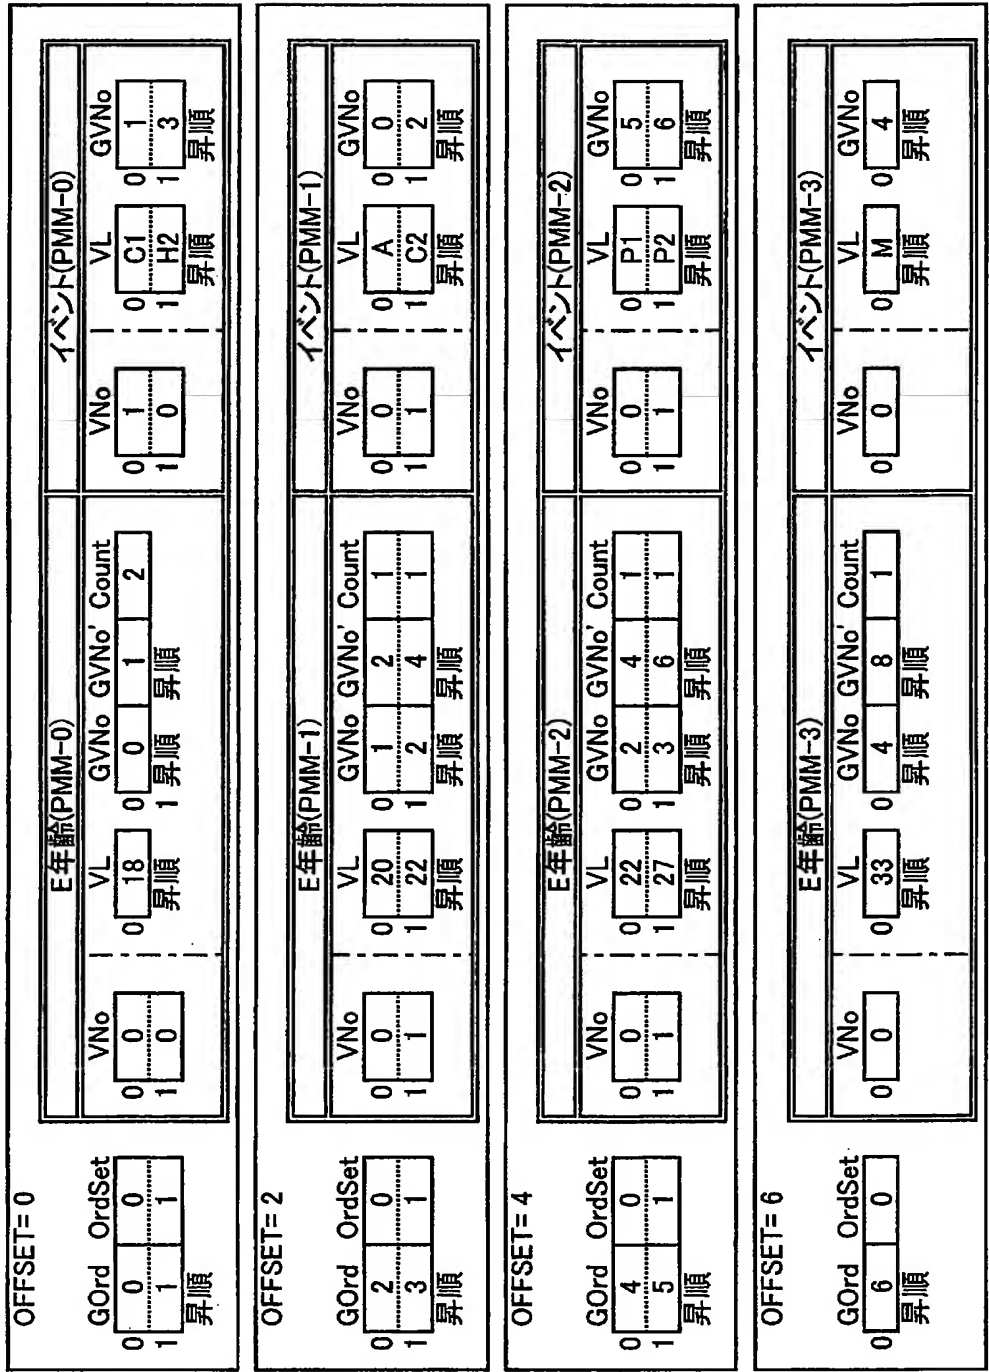 OFFSET= 0
E年齢(PMM-0) イベント(PMM-0)
GOrd OrdSet VNo VL GVNo GVNo' Count VNo VL GVNo
0 0 0 0 0 0 18 0 0 1 2 0 1 0 C1 0 1
1 1 1 1 0 1 1 0 1 H2 1 3
昇順 昇順 昇順 昇順 昇順 昇順
OFFSET= 2
E年齢(PMM-1) イベント(PMM-1)
GOrd OrdSet VNo VL GVNo GVNo' Count VNo VL GVNo
0 2 0 0 0 0 20 0 1 2 1 0 0 0 A 0 0
1 3 1 1 1 1 22 1 2 4 1 1 1 1 C2 1 2
昇順 昇順 昇順 昇順 昇順 昇順
OFFSET= 4
E年齢(PMM-2) イベント(PMM-2)
GOrd OrdSet VNo VL GVNo GVNo' Count VNo VL GVNo
0 4 0 0 0 0 22 0 2 4 1 0 0 0 P1 0 5
1 5 1 1 1 1 27 1 3 6 1 1 1 1 P2 1 6
昇順 昇順 昇順 昇順 昇順 昇順
OFFSET= 6
E年齢(PMM-3) イベント(PMM-3)
GOrd OrdSet VNo VL GVNo GVNo' Count VNo VL GVNo
0 6 0 0 0 0 33 0 4 8 1 0 0 0 M 0 4
昇順 昇順 昇順 昇順 昇順 昇順